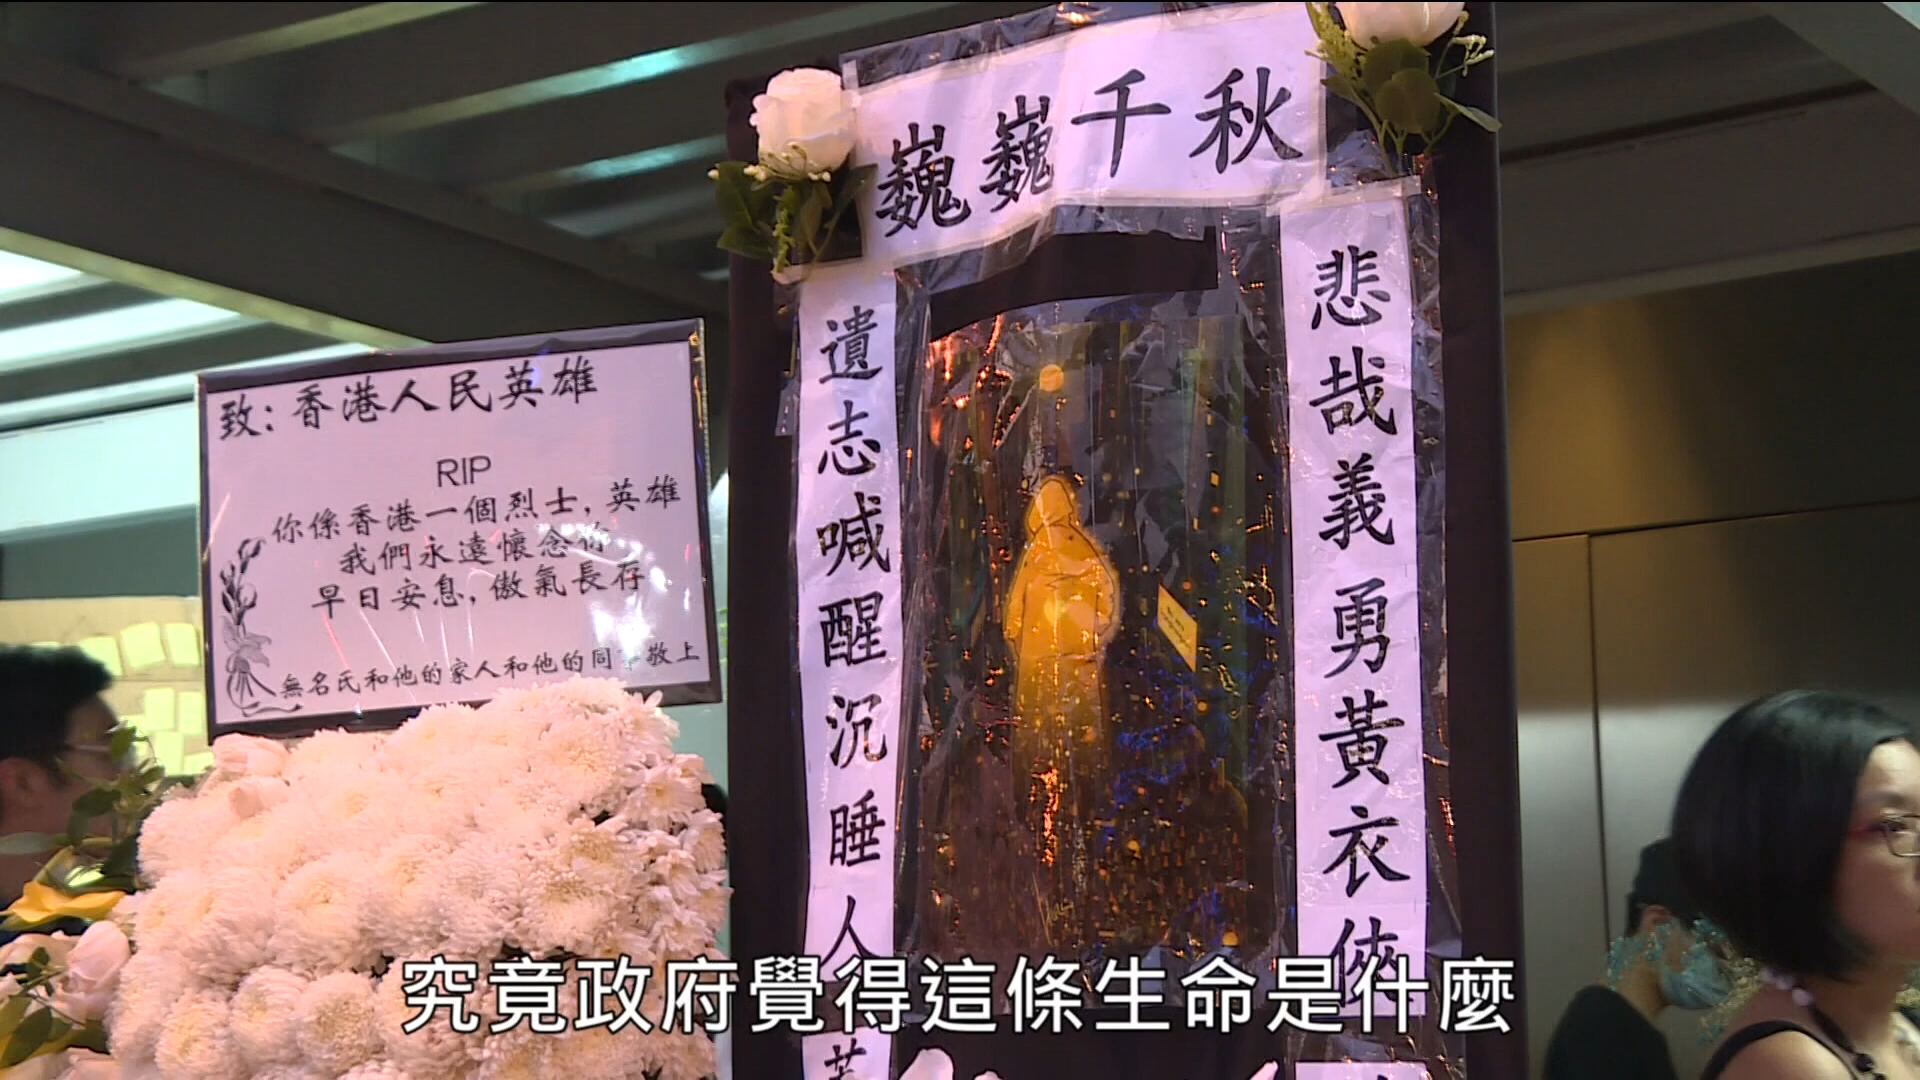 巍巍千秋
悲哉義勇黃衣俠
遺志喊醒沉睡人
致:香港人民英雄
RIP
你係香港一個烈士,英雄
我們永遠懷念你
早日安息,傲氣長存
無名氏和他的家人和他的同事敬上
究竟政府覺得這條生命是什麼